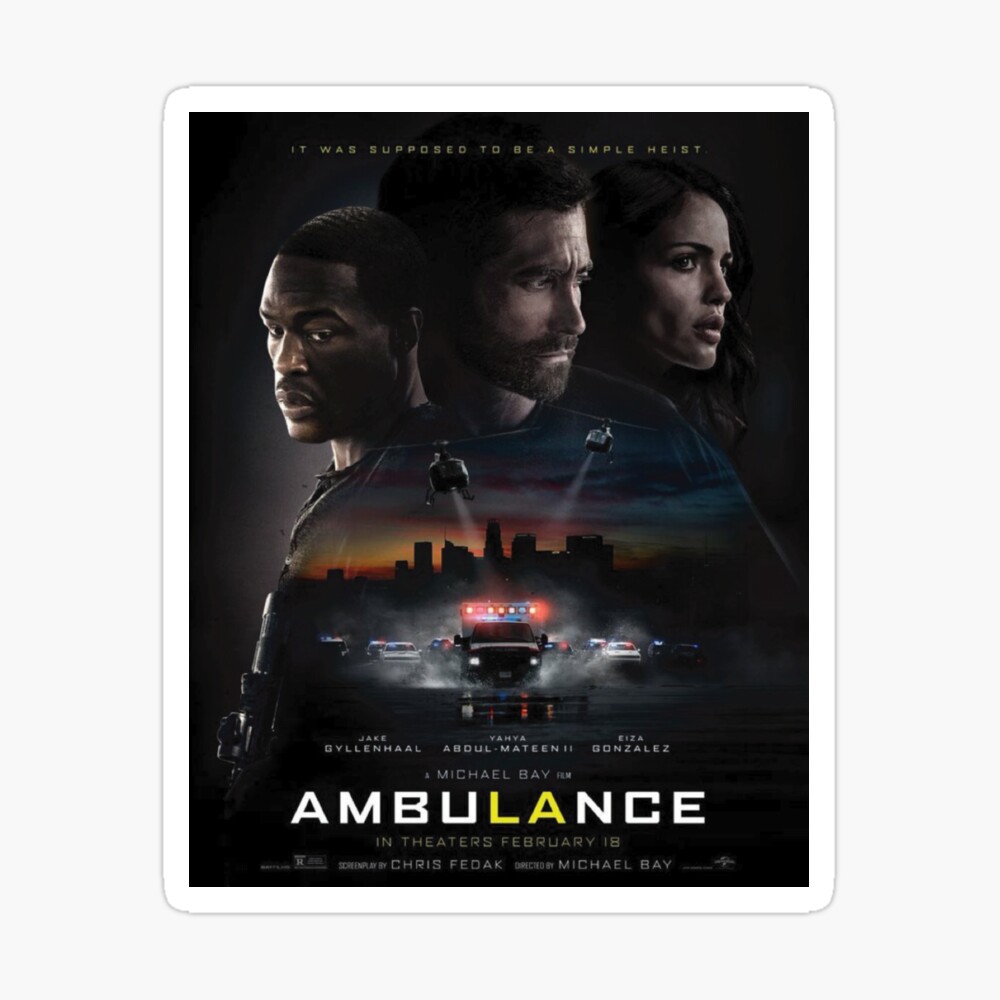 IT WAS SUPPOSED TO BE A SIMPLE HEIST.
JAKE GYLLENHAAL YAHYA ABDUL-MATEEN II EIZA GONZALEZ
A MICHAEL BAY FILM
AMBULANCE
IN THEATERS FEBRUARY 18
R SCREENPLAY BY CHRIS FEDAK DIRECTED BY MICHAEL BAY